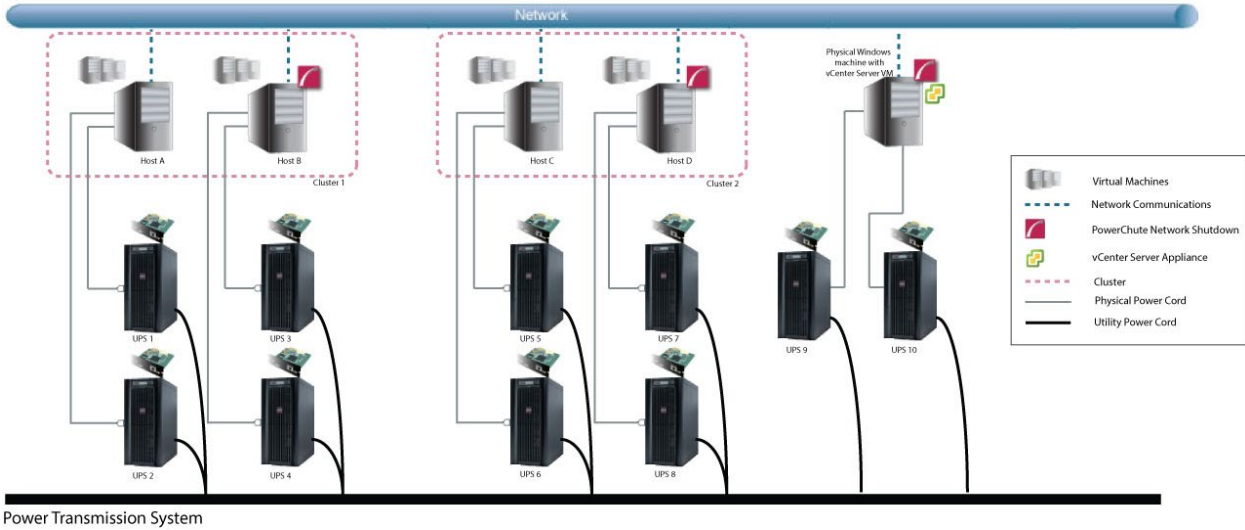 Network
Physical Windows
machine with
vCenter Server VM
Host A
Host B
Host C
Host D
Cluster 1
Cluster 2
Virtual Machines
Network Communications
PowerChute Network Shutdown
vCenter Server Appliance
Cluster
Physical Power Cord
Utility Power Cord
UPS 1
UPS 3
UPS 5
UPS 7
UPS 9
UPS 10
UPS 2
UPS 4
UPS 6
UPS 8
Power Transmission System